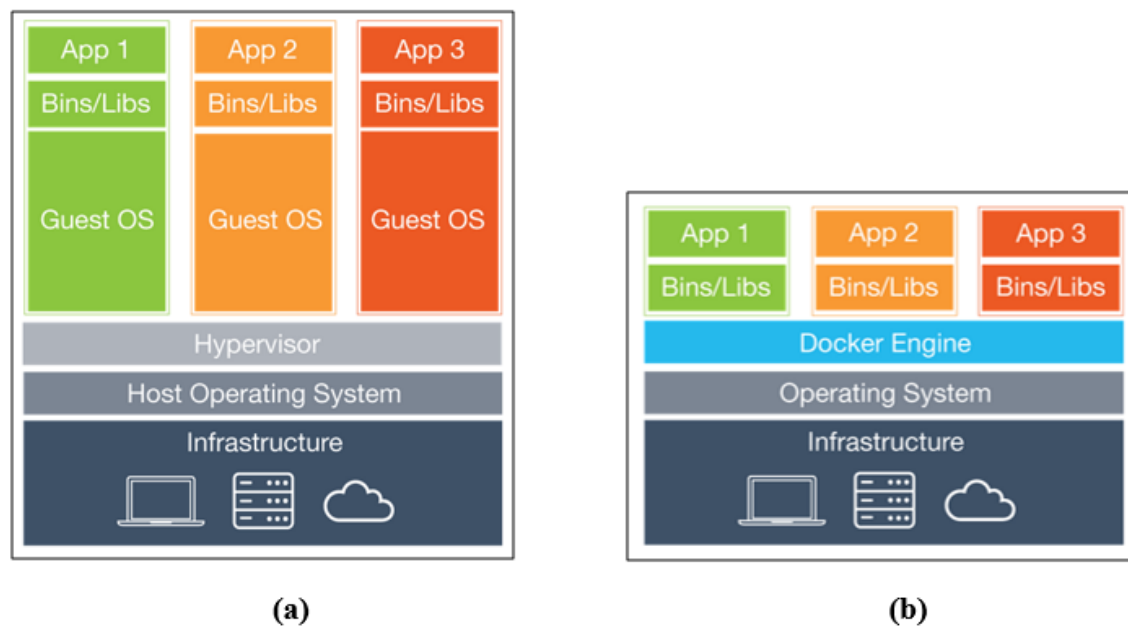 App 1 App 2 App 3
Bins/Libs Bins/Libs Bins/Libs
Guest OS Guest OS Guest OS
Hypervisor
Host Operating System
Infrastructure
(a)
App 1 App 2 App 3
Bins/Libs Bins/Libs Bins/Libs
Docker Engine
Operating System
Infrastructure
(b)